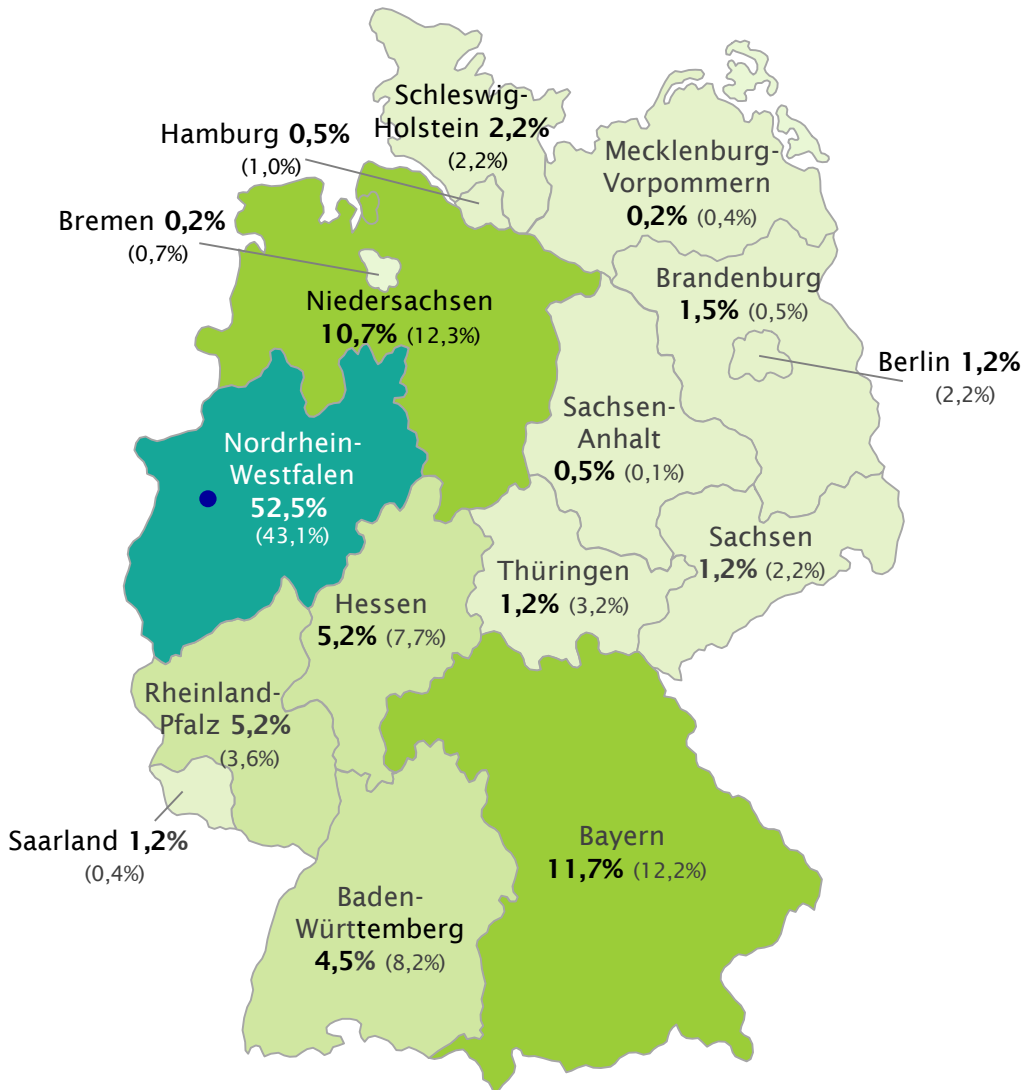 Schleswig-
Holstein 2,2%
(2,2%)
Hamburg 0,5%
(1,0%)
Mecklenburg-
Vorpommern
0,2% (0,4%)
Bremen 0,2%
(0,7%)
Niedersachsen
10,7% (12,3%)
Brandenburg
1,5% (0,5%)
Berlin 1,2%
(2,2%)
Sachsen-
Anhalt
0,5% (0,1%)
Nordrhein-
Westfalen
52,5%
(43,1%)
Sachsen
1,2% (2,2%)
Thüringen
1,2% (3,2%)
Hessen
5,2% (7,7%)
Rheinland-
Pfalz 5,2%
(3,6%)
Saarland 1,2%
(0,4%)
Bayern
11,7% (12,2%)
Baden-
Württemberg
4,5% (8,2%)